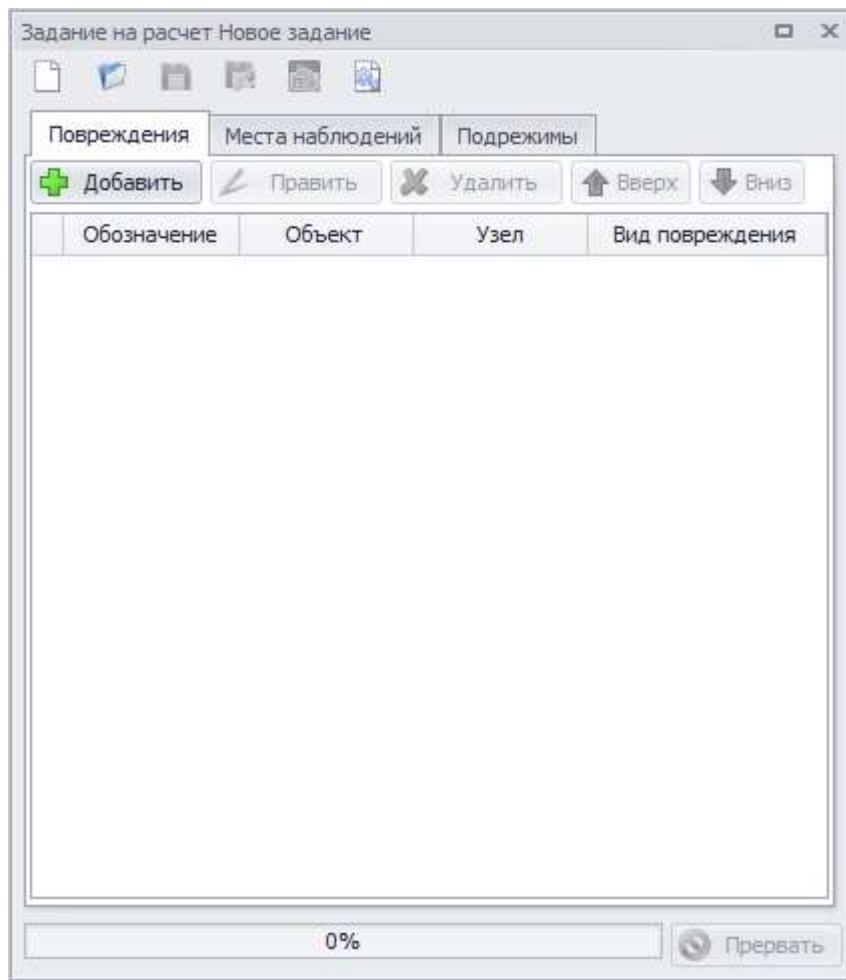 Задание на расчет Новое задание
Повреждения Места наблюдений Подрежимы
Добавить Править Удалить Вверх Вниз
Обозначение Объект Узел Вид повреждения
0% Прервать